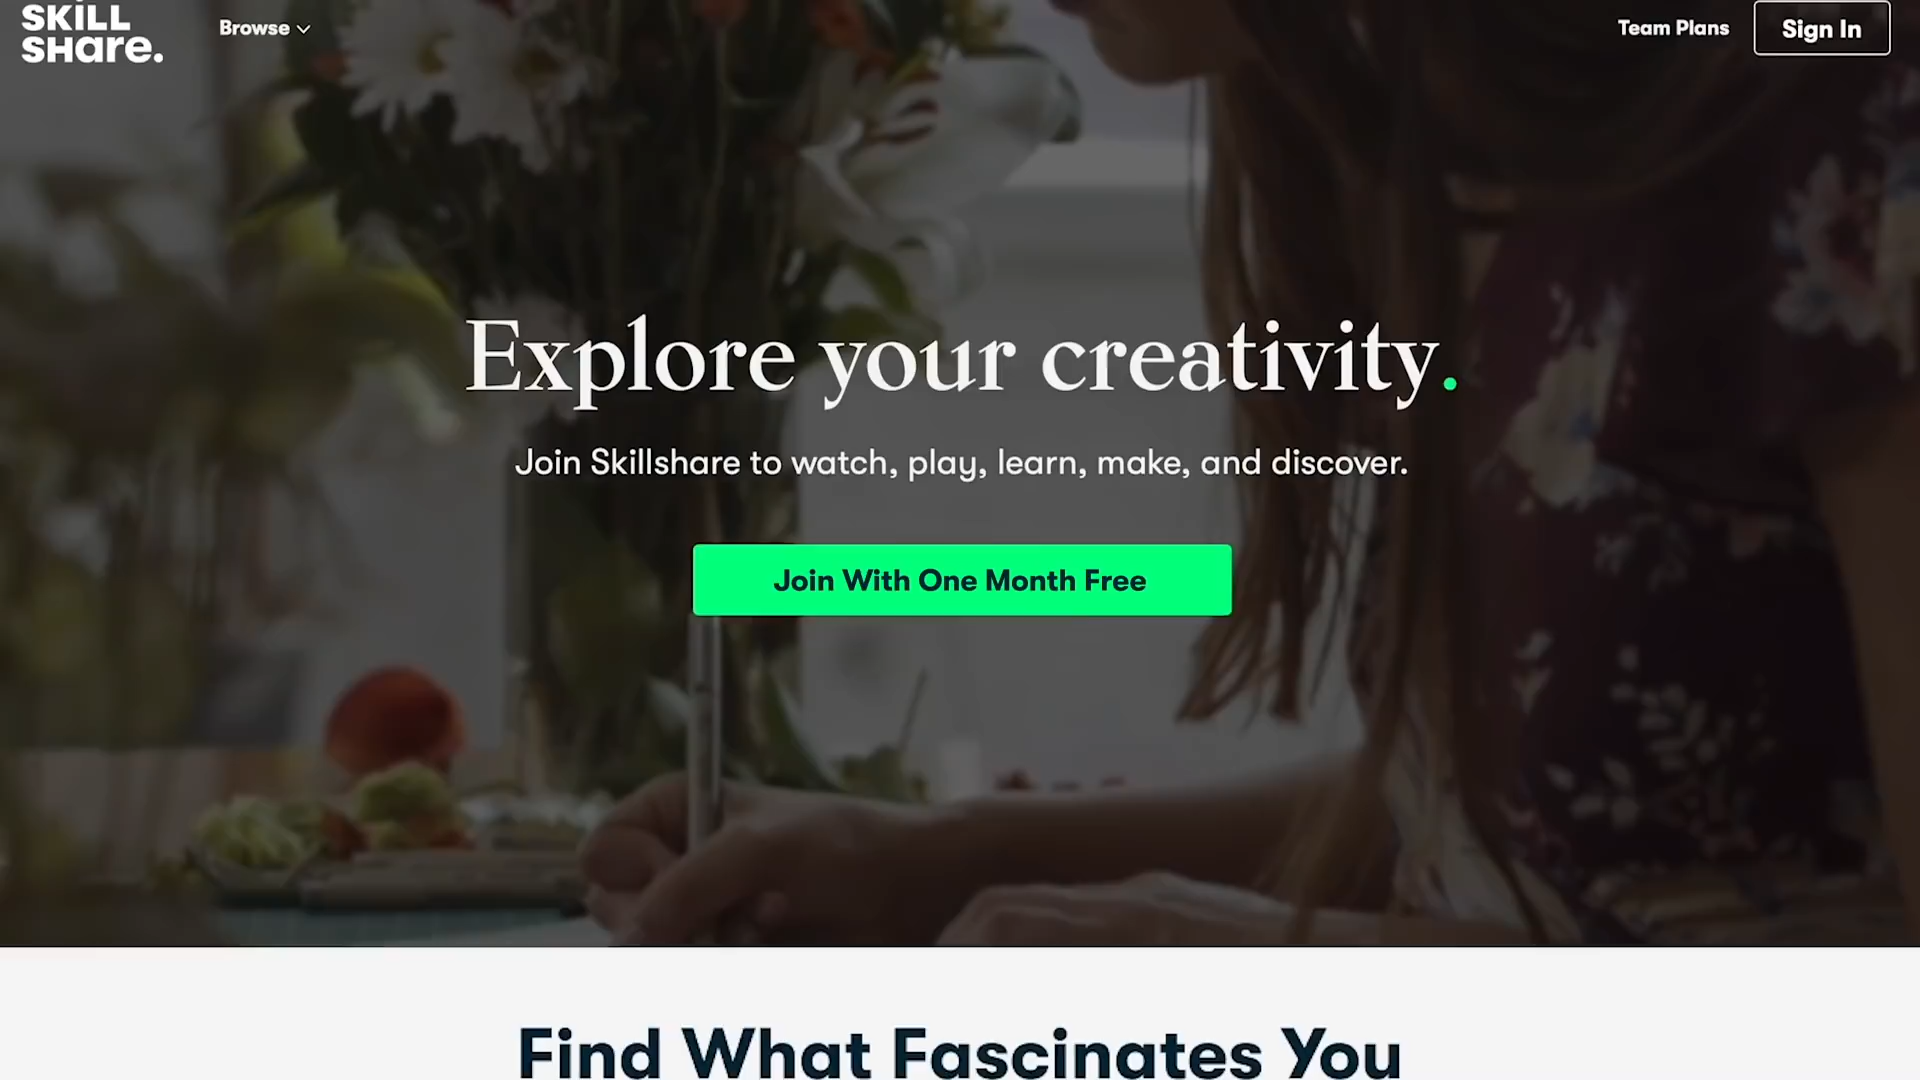 SKiLL
SHare.
Browse
Team Plans
Sign In
Explore your creativity.
Join Skillshare to watch, play, learn, make, and discover.
Join With One Month Free
Find What Fascinates You